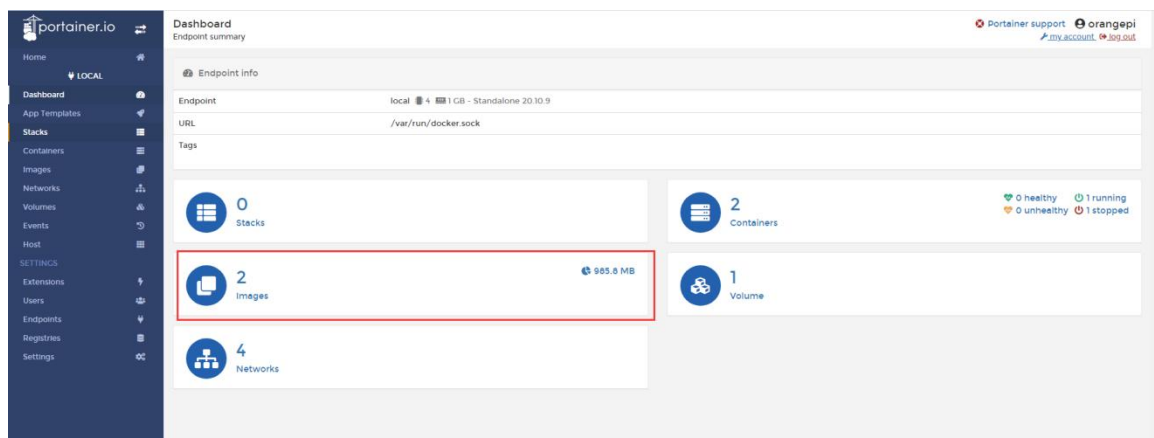 portainer.io
Home
LOCAL
Dashboard
App Templates
Stacks
Containers
Images
Networks
Volumes
Events
Host
SETTINGS
Extensions
Users
Endpoints
Registries
Settings
Dashboard
Endpoint summary
Portainer support orangepi
my account log out
Endpoint info
Endpoint local 4 1 GB - Standalone 20.10.9
URL /var/run/docker.sock
Tags
0
Stacks
2
Containers
0 healthy 1 running
0 unhealthy 1 stopped
2
Images
985.8 MB
1
Volume
4
Networks